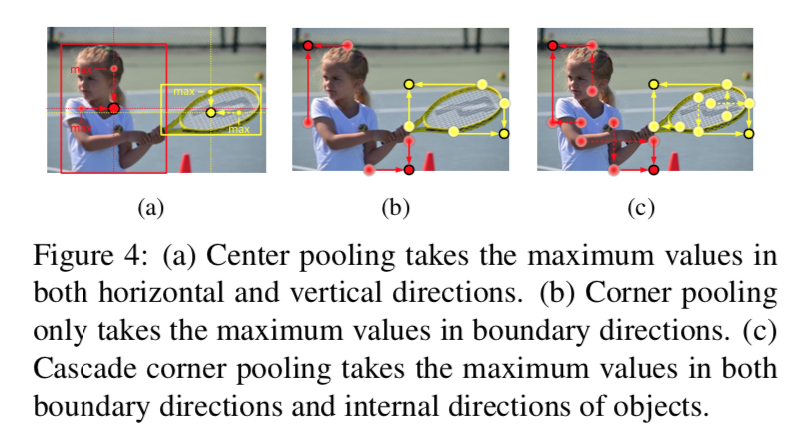 max
max
max
max
(a)
(b)
(c)
Figure 4: (a) Center pooling takes the maximum values in
both horizontal and vertical directions. (b) Corner pooling
only takes the maximum values in boundary directions. (c)
Cascade corner pooling takes the maximum values in both
boundary directions and internal directions of objects.